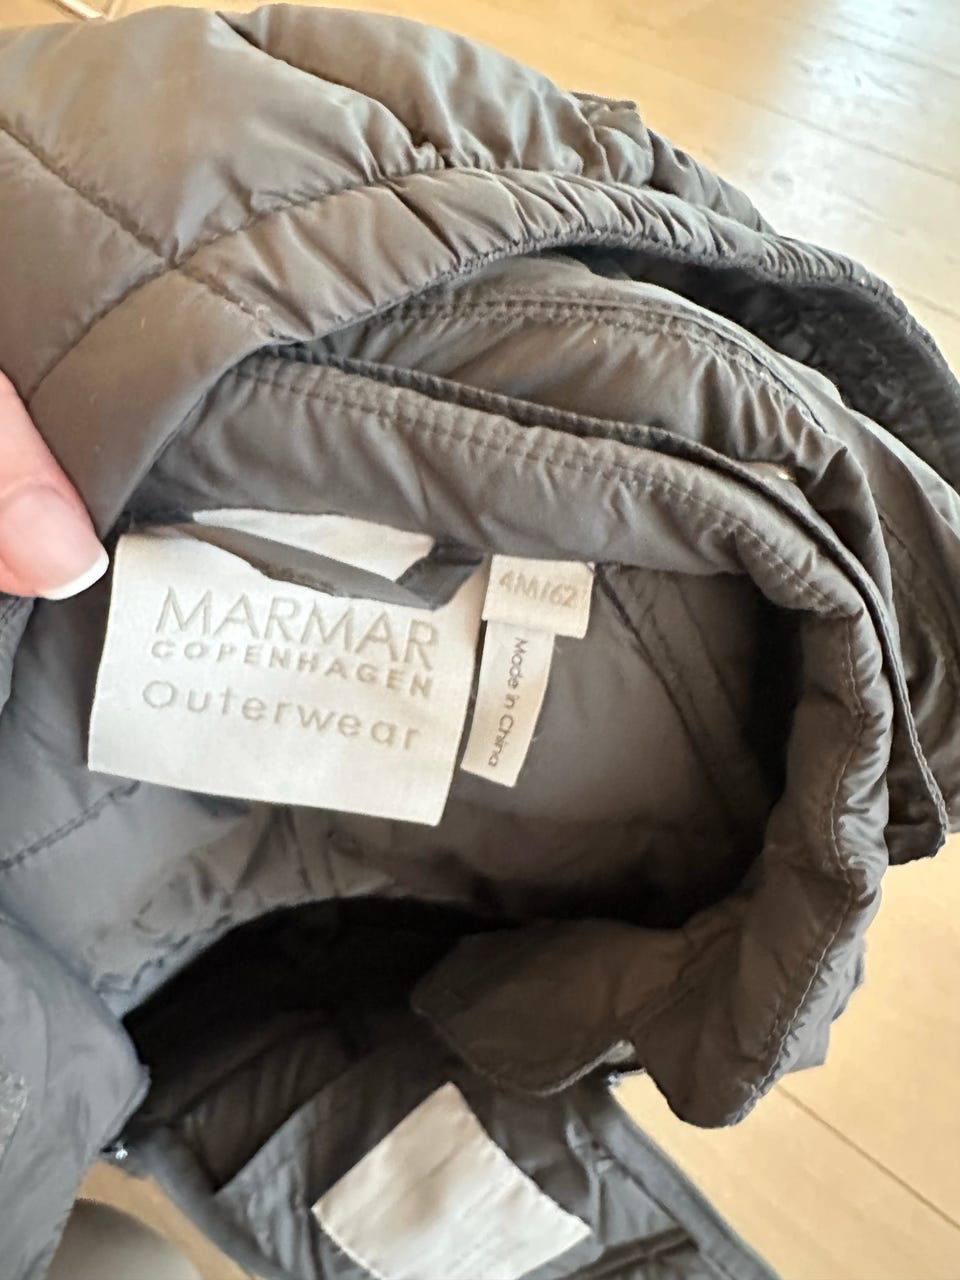 MARMAR
COPENHAGEN
Outerwear
4M/62
Made in China